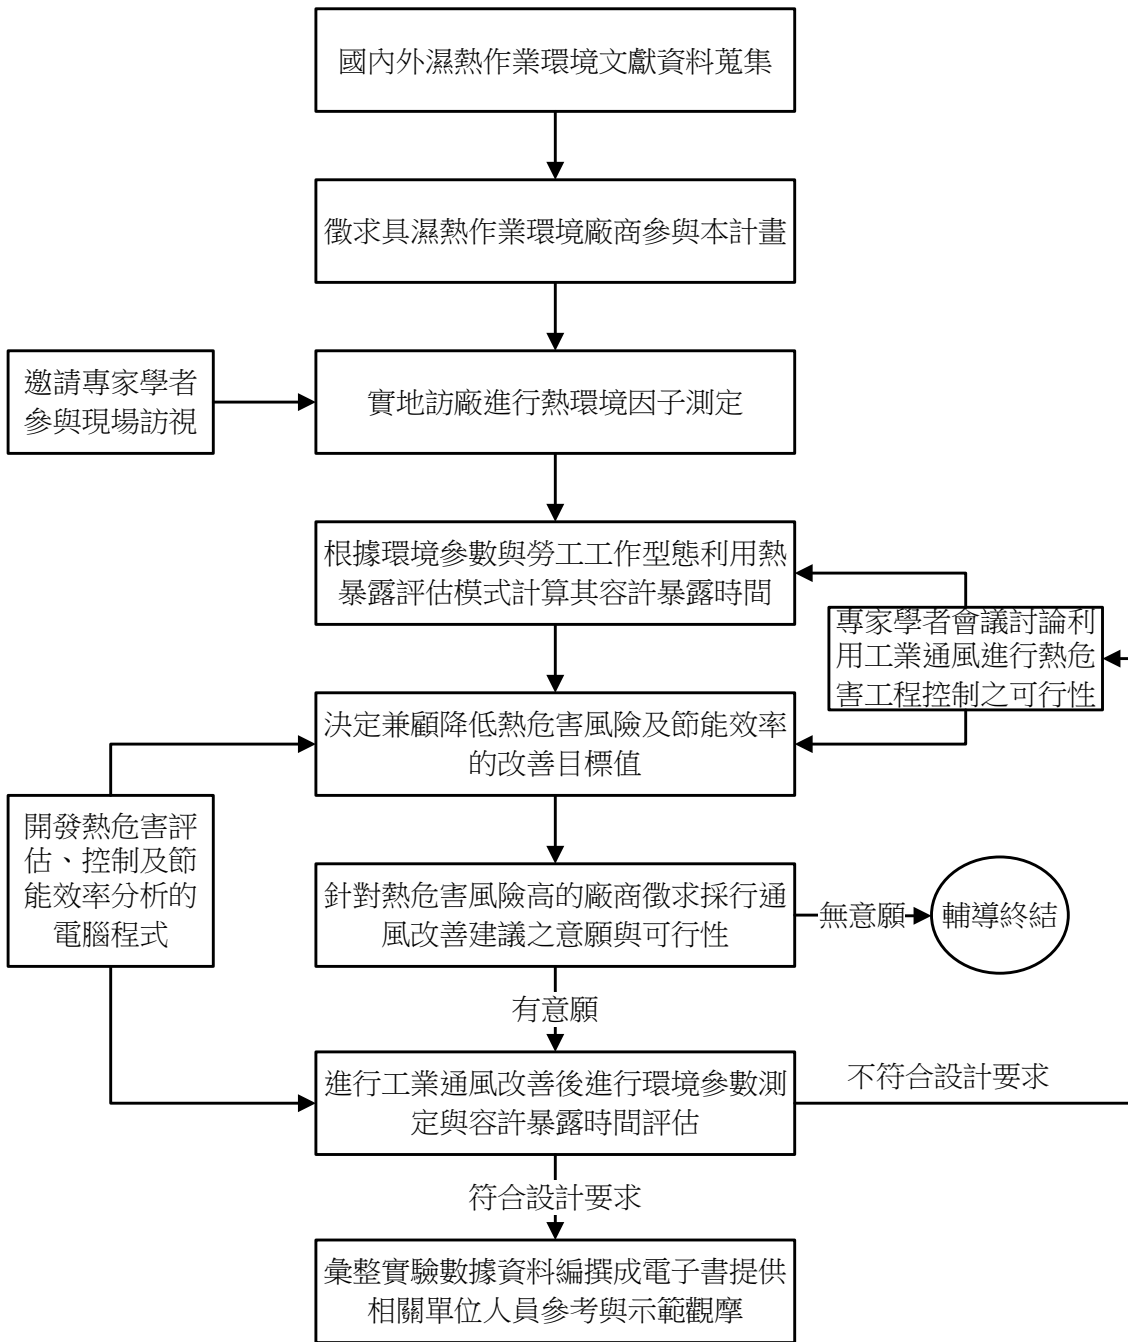 國內外濕熱作業環境文獻資料蒐集
徵求具濕熱作業環境廠商參與本計畫
邀請專家學者
參與現場訪視
實地訪廠進行熱環境因子測定
根據環境參數與勞工工作型態利用熱
暴露評估模式計算其容許暴露時間
專家學者會議討論利
用工業通風進行熱危
害工程控制之可行性
決定兼顧降低熱危害風險及節能效率
的改善目標值
開發熱危害評
估、控制及節
能效率分析的
電腦程式
針對熱危害風險高的廠商徵求採行通
風改善建議之意願與可行性
無意願
輔導終結
有意願
進行工業通風改善後進行環境參數測
定與容許暴露時間評估
不符合設計要求
符合設計要求
彙整實驗數據資料編撰成電子書提供
相關單位人員參考與示範觀摩